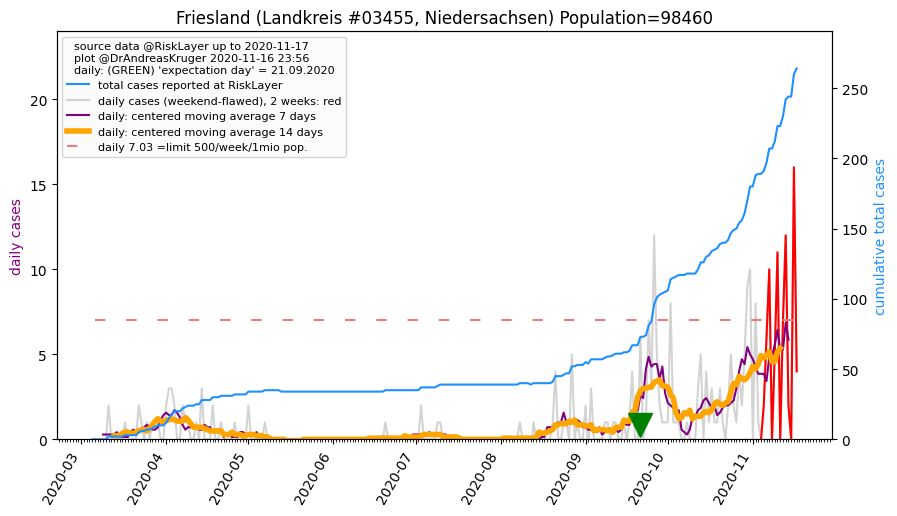 Friesland (Landkreis #03455, Niedersachsen) Population=98460
source data @RiskLayer up to 2020-11-17
plot @DrAndreasKruger 2020-11-16 23:56
daily: (GREEN) 'expectation day' = 21.09.2020
total cases reported at RiskLayer
daily cases (weekend-flawed), 2 weeks: red
daily: centered moving average 7 days
daily: centered moving average 14 days
daily 7.03 =limit 500/week/1mio pop.
daily cases
20
15
10
5
0
cumulative total cases
250
200
150
100
50
0
2020-03
2020-04
2020-05
2020-06
2020-07
2020-08
2020-09
2020-10
2020-11